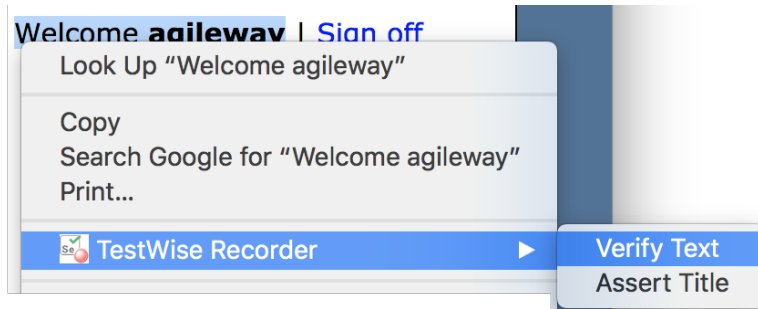 Welcome agileway | Sign off
Look Up “Welcome agileway”
Copy
Search Google for “Welcome agileway”
Print...
Se TestWise Recorder
Verify Text
Assert Title